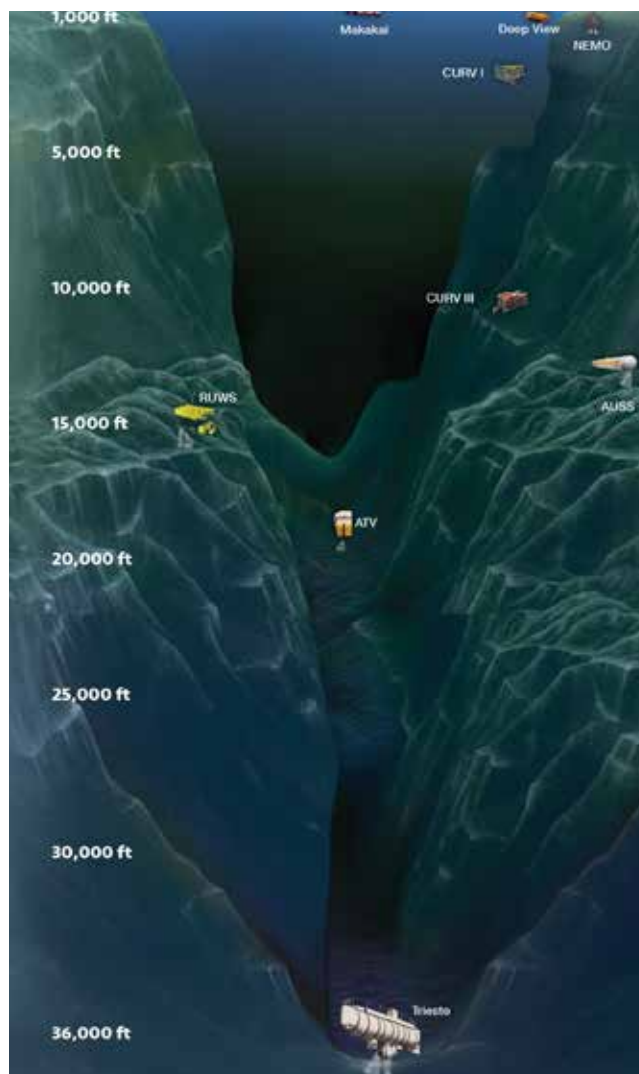 1,000 ft
Makakai
Deep View
NEMO
CURV I
5,000 ft
10,000 ft
CURV III
RUWS
AUSS
15,000 ft
ATV
20,000 ft
25,000 ft
30,000 ft
Trieste
36,000 ft